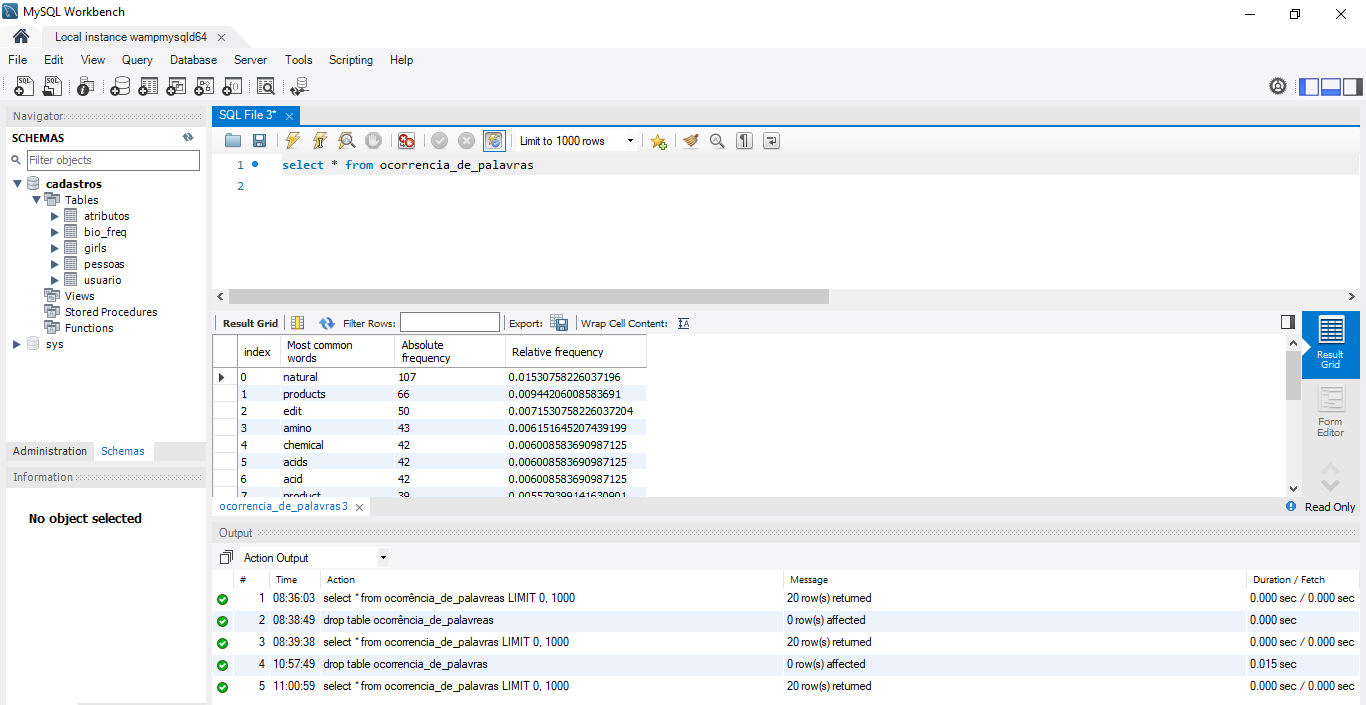 MySQL Workbench
Local instance wampmysqld64
File Edit View Query Database Server Tools Scripting Help
Navigator
SCHEMAS
Filter objects
cadastros
Tables
atributos
bio_freq
girls
pessoas
usuario
Views
Stored Procedures
Functions
sys
Administration Schemas
Information
No object selected
SQL File 3*
Limit to 1000 rows
1 select * from ocorrencia_de_palavras
2
Result Grid Filter Rows: Export: Wrap Cell Content:
index Most common words Absolute frequency Relative frequency
0 natural 107 0.01530758226037196
1 products 66 0.00944206008583691
2 edit 50 0.0071530758226037204
3 amino 43 0.006151645207439199
4 chemical 42 0.006008583690987125
5 acids 42 0.006008583690987125
6 acid 42 0.006008583690987125
7 product 39 0.005579399141630901
Result Grid
Form Editor
ocorrencia_de_palavras3
Read Only
Output
Action Output
# Time Action Message Duration / Fetch
1 08:36:03 select * from ocorrência_de_palavreas LIMIT 0, 1000 20 row(s) returned 0.000 sec / 0.000 sec
2 08:38:49 drop table ocorrência_de_palavreas 0 row(s) affected 0.000 sec
3 08:39:38 select * from ocorrencia_de_palavras LIMIT 0, 1000 20 row(s) returned 0.000 sec / 0.000 sec
4 10:57:49 drop table ocorrencia_de_palavras 0 row(s) affected 0.015 sec
5 11:00:59 select * from ocorrencia_de_palavras LIMIT 0, 1000 20 row(s) returned 0.000 sec / 0.000 sec